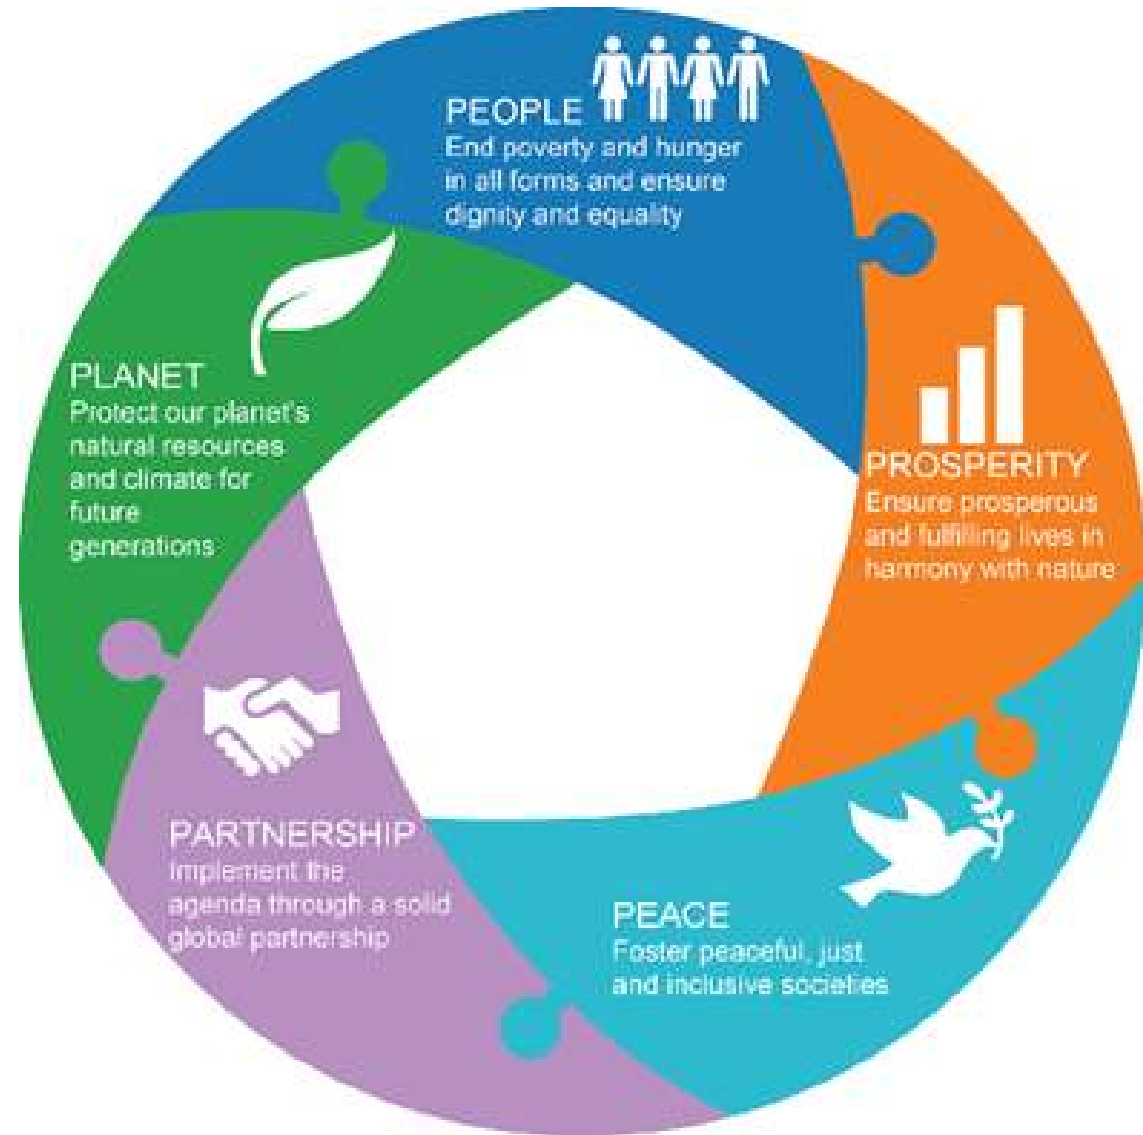 PEOPLE
End poverty and hunger
in all forms and ensure
dignity and equality
PROSPERITY
Ensure prosperous
and fulfilling lives in
harmony with nature
PEACE
Foster peaceful, just
and inclusive societies
PARTNERSHIP
Implement the
agenda through a solid
global partnership
PLANET
Protect our planet's
natural resources
and climate for
future
generations